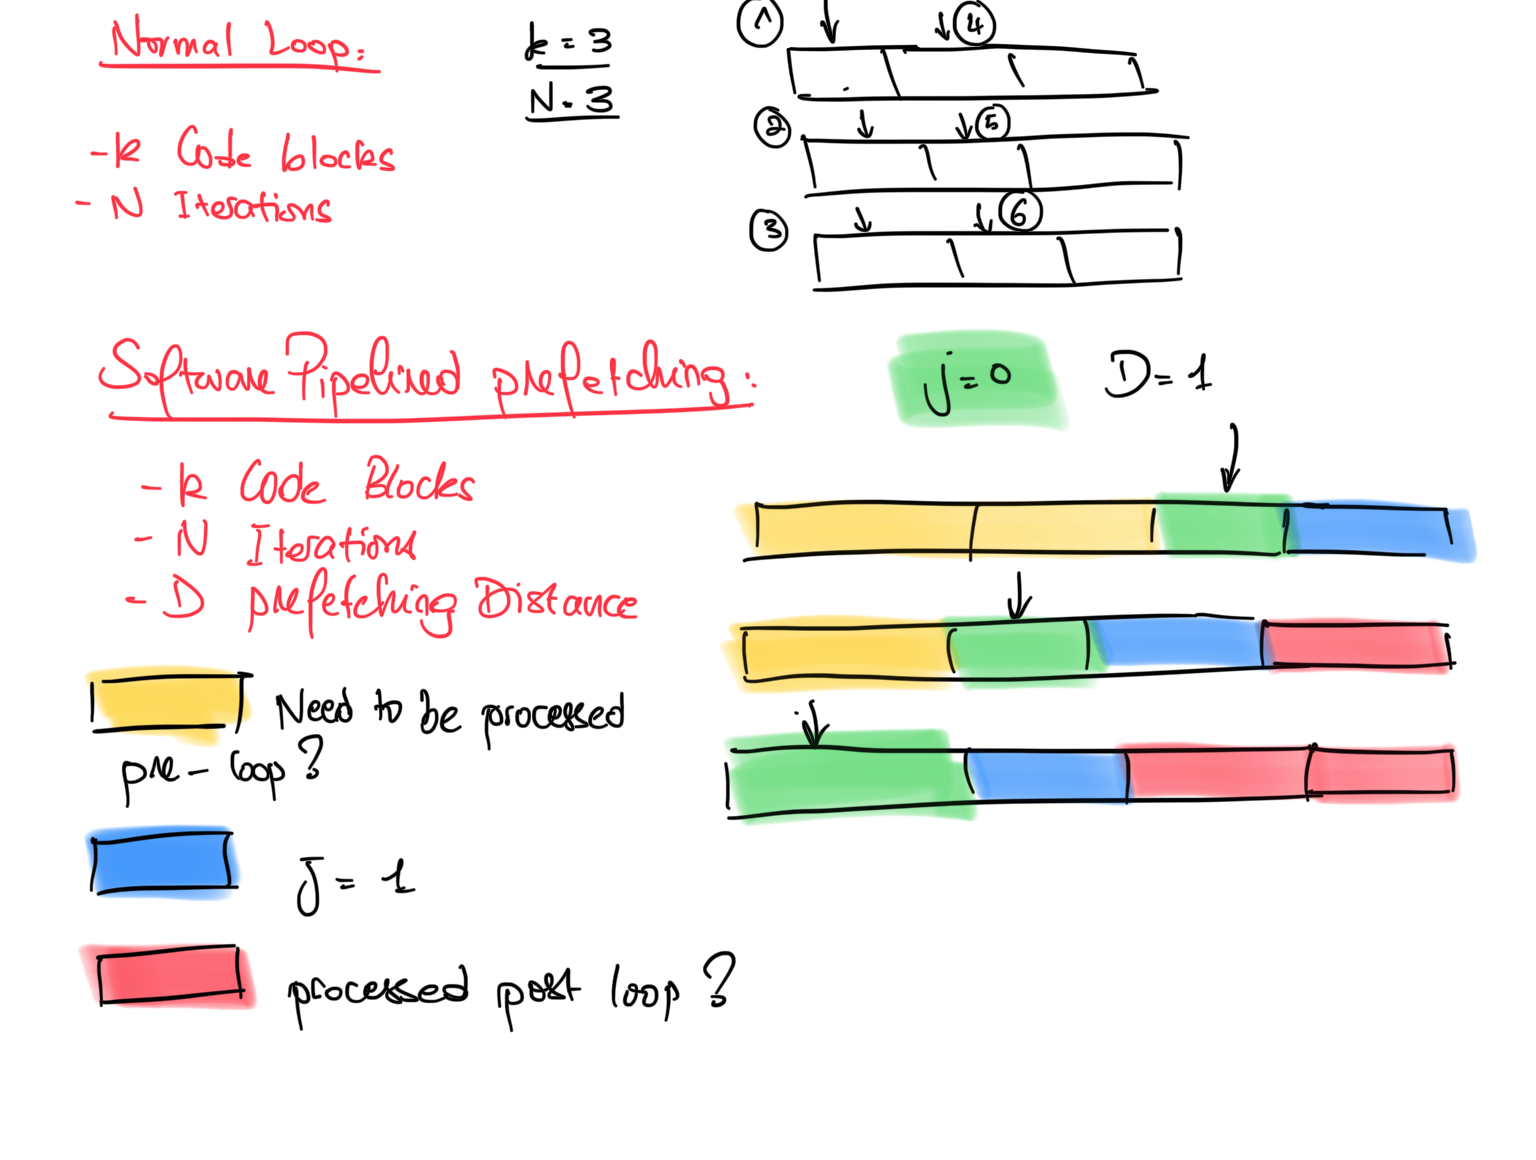 Normal Loop:
k = 3
N = 3
- k Code blocks
- N Iterations
1
4
2
5
3
6
Software Pipelined prefetching:
j = 0 D = 1
- k Code Blocks
- N Iterations
- D prefetching Distance
Need to be processed
pre-loop?
J = 1
processed post loop?